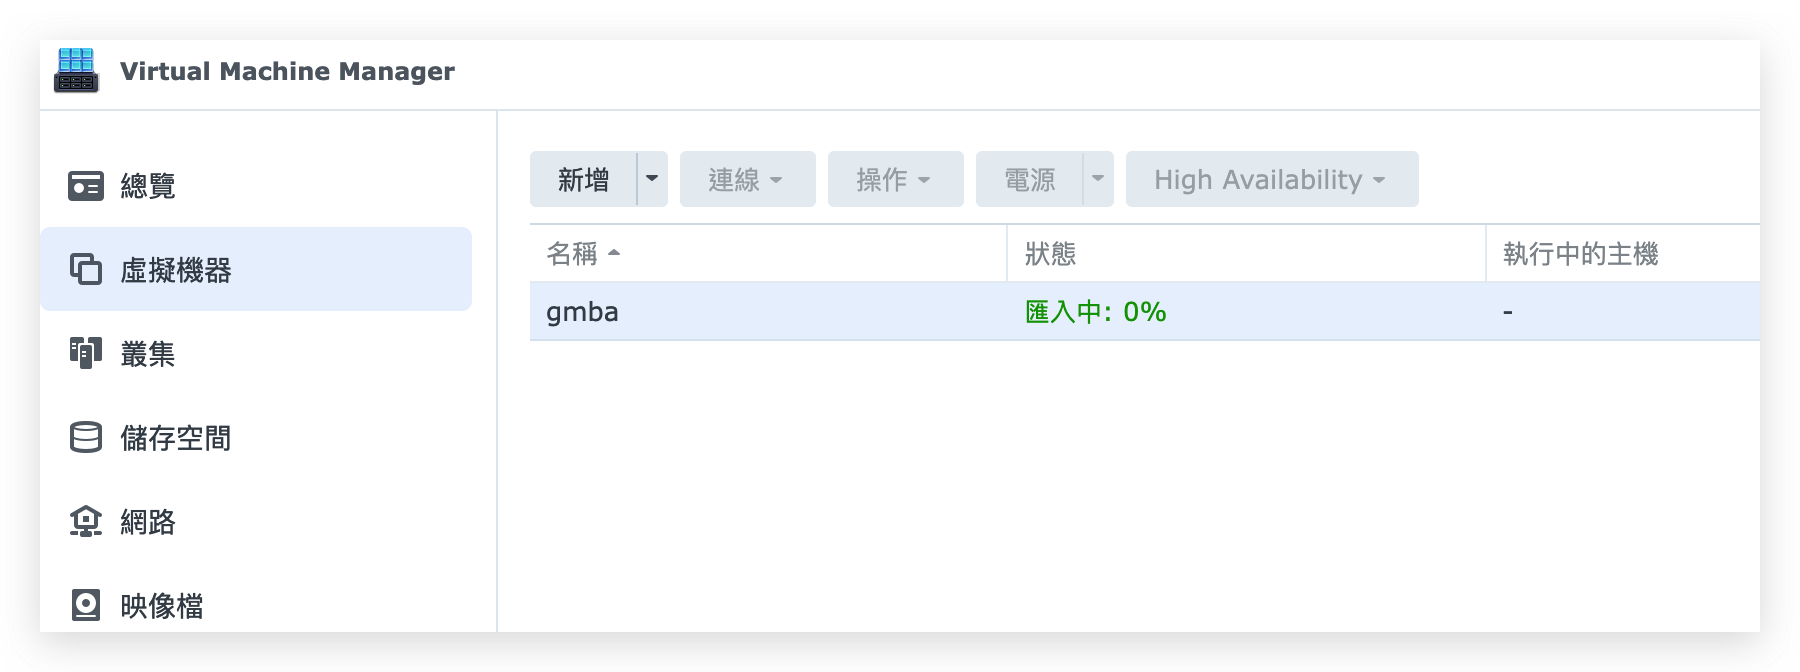 Virtual Machine Manager
總覽
虛擬機器
叢集
儲存空間
網路
映像檔
新增 連線 操作 電源 High Availability
名稱 狀態 執行中的主機
gmba 匯入中: 0% -